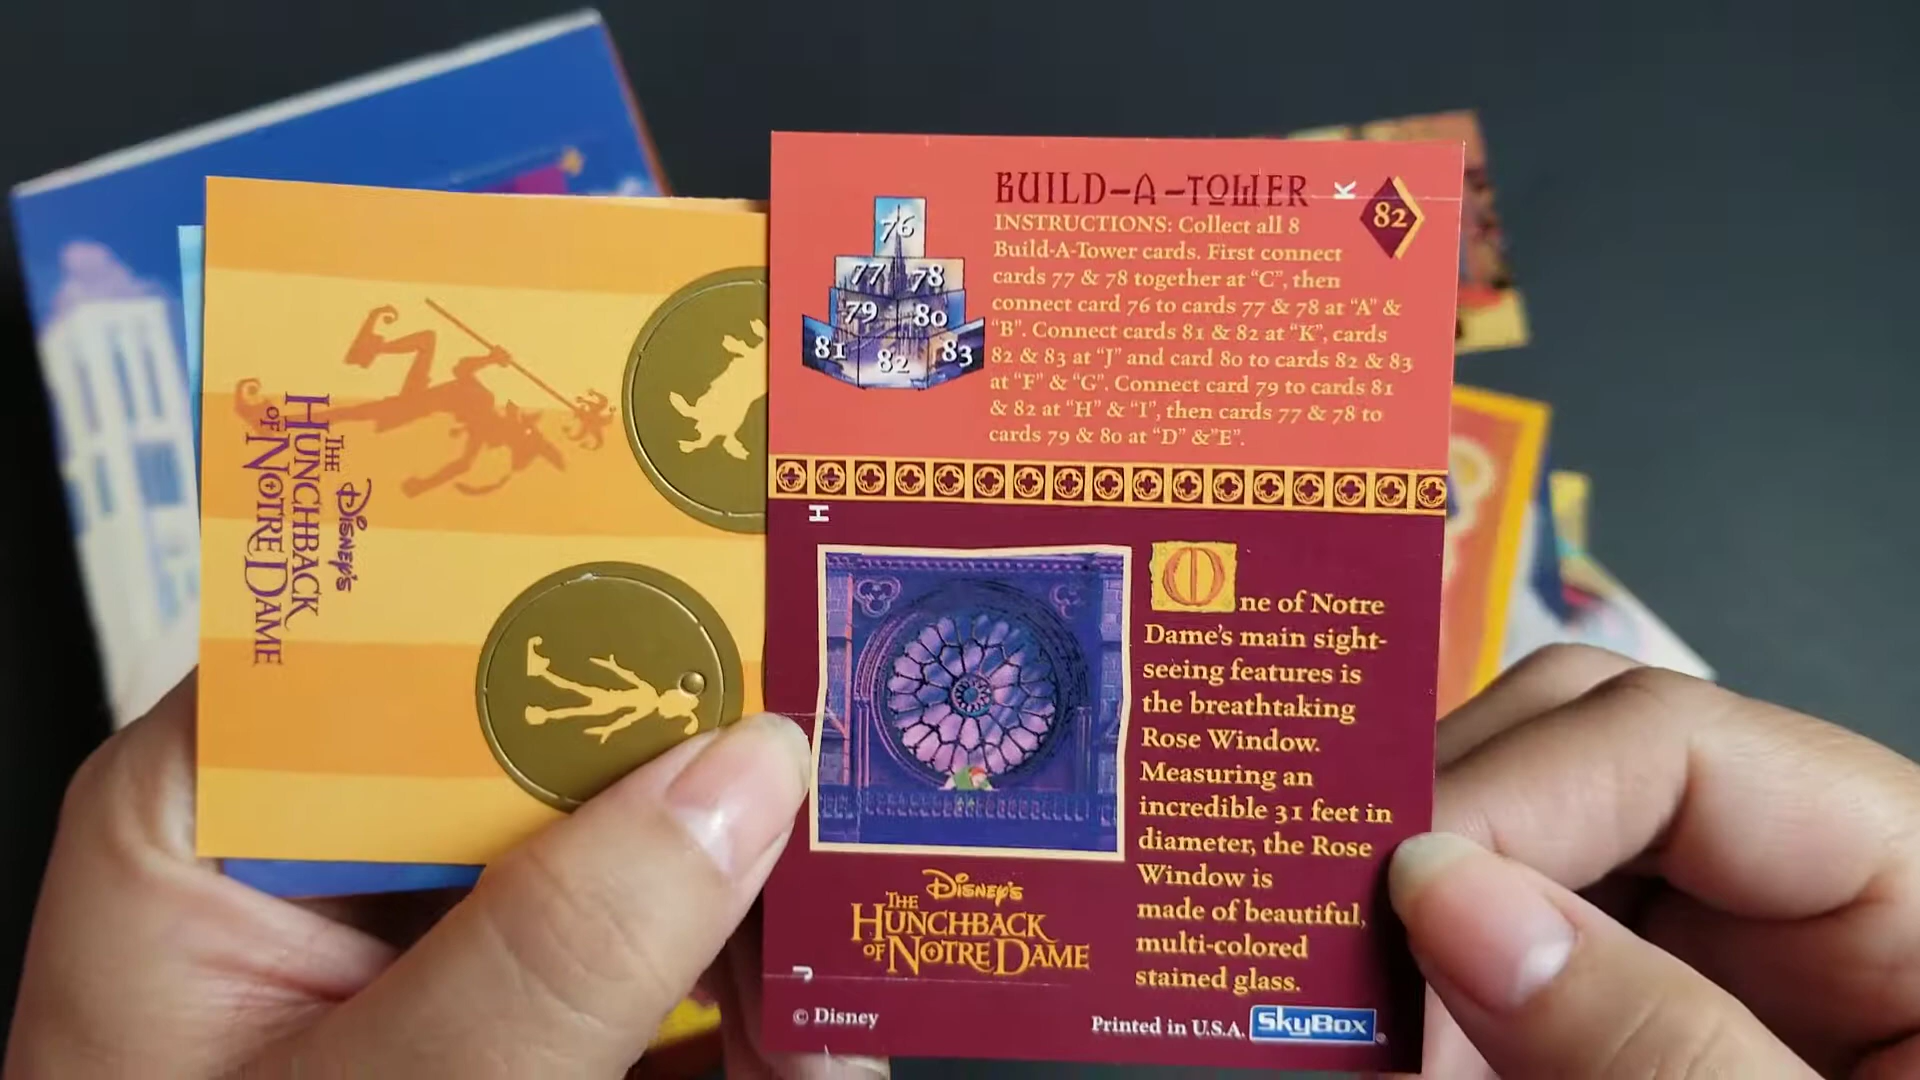 BUILD-A-TOWER
K
82
INSTRUCTIONS: Collect all 8
Build-A-Tower cards. First connect
cards 77 & 78 together at “C”, then
connect card 76 to cards 77 & 78 at “A” &
“B”. Connect cards 81 & 82 at “K”, cards
82 & 83 at “J” and card 80 to cards 82 & 83
at “F” & “G”. Connect card 79 to cards 81
& 82 at “H” & “I”, then cards 77 & 78 to
cards 79 & 80 at “D” &”E”.
76
77 78
79 80
81 82 83
H
One of Notre
Dame’s main sight-
seeing features is
the breathtaking
Rose Window.
Measuring an
incredible 31 feet in
diameter, the Rose
Window is
made of beautiful,
multi-colored
stained glass.
DISNEY’S
THE
HUNCHBACK
OF NOTRE DAME
J
© Disney
Printed in U.S.A.
SKYBOX
DISNEY’S
THE
HUNCHBACK
OF NOTRE DAME